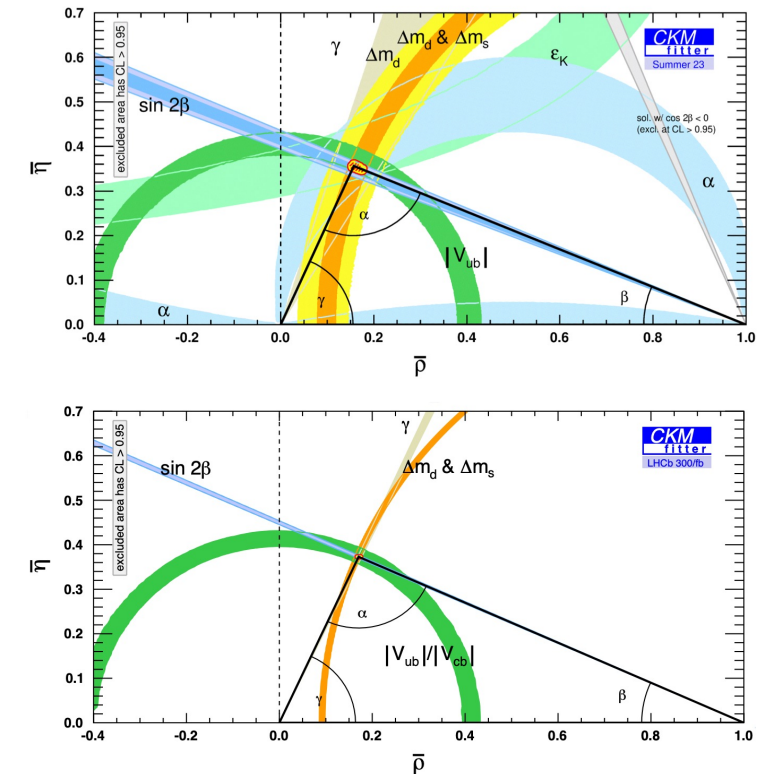 0.7
0.6
0.5
0.4
0.3
0.2
0.1
0.0
η̅
excluded area has CL > 0.95
γ
Δm_d
Δm_d & Δm_s
ε_K
CKM
fitter
Summer 23
sin 2β
sol. w/ cos 2β < 0
(excl. at CL > 0.95)
α
α
|V_ub|
γ
β
α
-0.4 -0.2 0.0 0.2 0.4 0.6 0.8 1.0
ρ̅
0.7
0.6
0.5
0.4
0.3
0.2
0.1
0.0
η̅
excluded area has CL > 0.95
γ
Δm_d & Δm_s
CKM
fitter
LHCb 300/fb
sin 2β
α
|V_ub|/|V_cb|
γ
β
-0.4 -0.2 0.0 0.2 0.4 0.6 0.8 1.0
ρ̅